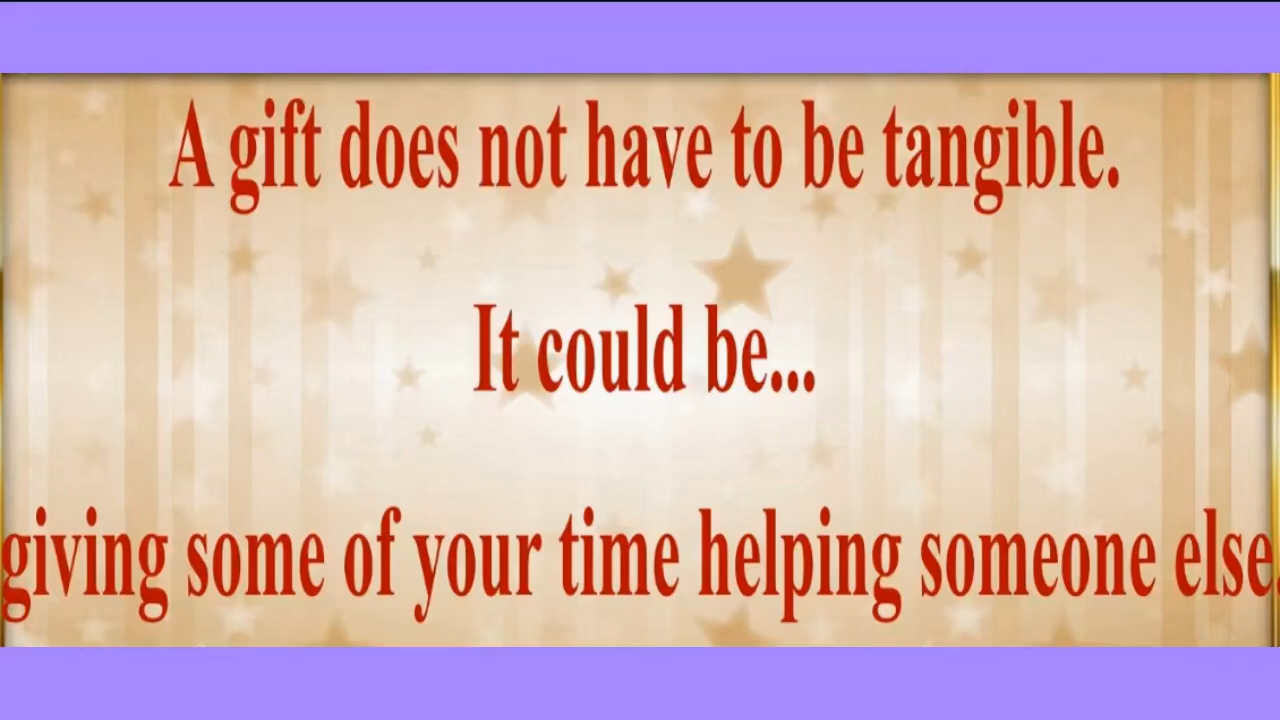 A gift does not have to be tangible.
It could be...
giving some of your time helping someone else.